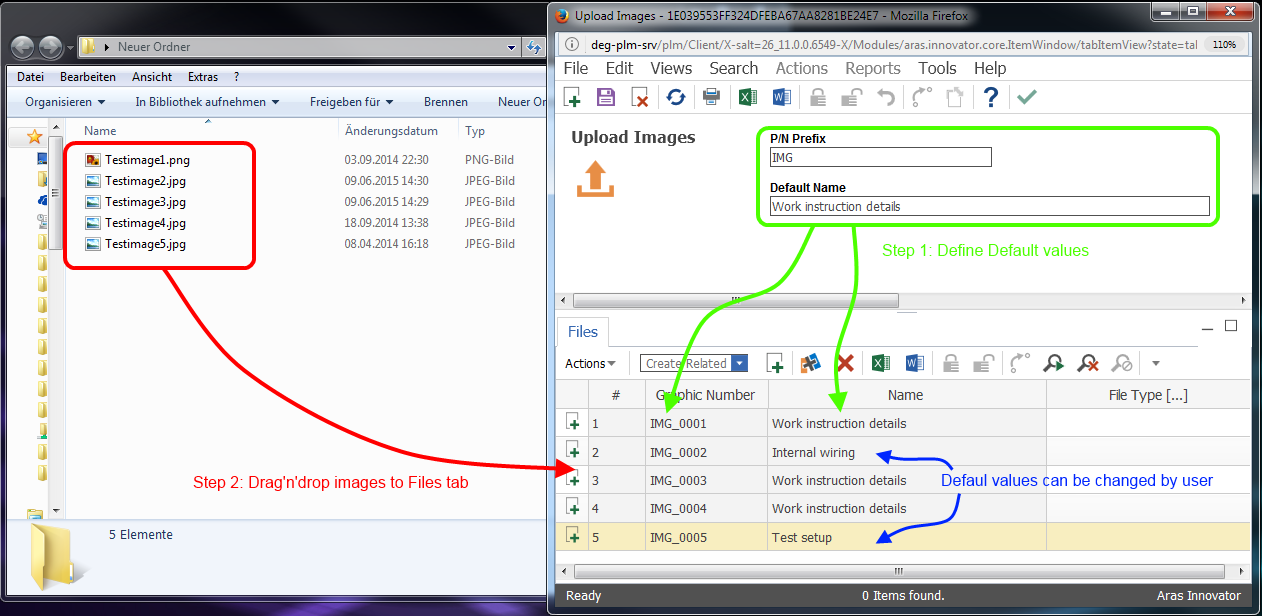 Neuer Ordner
Datei Bearbeiten Ansicht Extras ?
Organisieren In Bibliothek aufnehmen Freigeben für Brennen Neuer Or
Name Änderungsdatum Typ
Testimage1.png 03.09.2014 22:30 PNG-Bild
Testimage2.jpg 09.06.2015 14:30 JPEG-Bild
Testimage3.jpg 09.06.2015 14:29 JPEG-Bild
Testimage4.jpg 18.09.2014 13:38 JPEG-Bild
Testimage5.jpg 08.04.2014 16:18 JPEG-Bild
Step 2: Drag'n'drop images to Files tab
5 Elemente
Upload Images - 1E039553FF324DFEBA67AA8281BE24E7 - Mozilla Firefox
deg-plm-srv/plm/Client/X-salt=26_11.0.0.6549-X/Modules/aras.innovator.core.ItemWindow/tabItemView?state=tal 110%
File Edit Views Search Actions Reports Tools Help
Upload Images
P/N Prefix
IMG
Default Name
Work instruction details
Step 1: Define Default values
Files
Actions Create Related
# Graphic Number Name File Type [...]
1 IMG_0001 Work instruction details
2 IMG_0002 Internal wiring
3 IMG_0003 Work instruction details
Defaul values can be changed by user
4 IMG_0004 Work instruction details
5 IMG_0005 Test setup
Ready 0 Items found. Aras Innovator